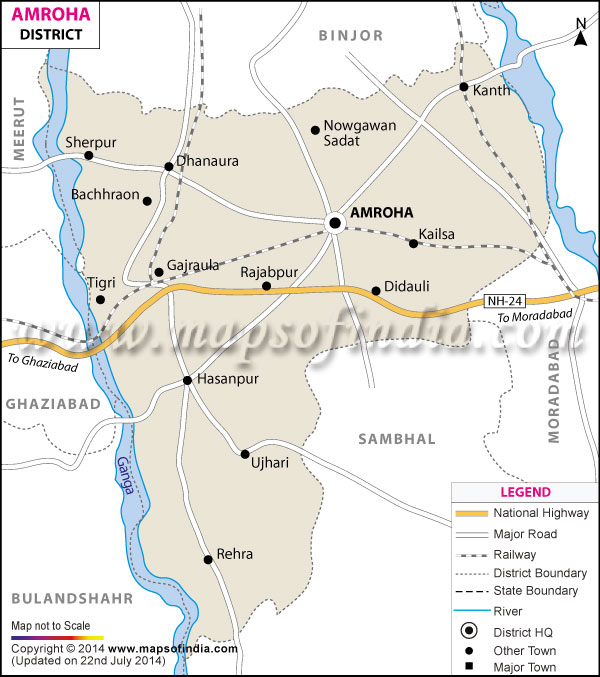 AMROHA
DISTRICT
BINJOR
N
MEERUT
Kanth
Nowgawan
Sadat
Sherpur
Dhanaura
Bachhraon
AMROHA
Kailsa
Gajraula
Rajabpur
Didauli
Tigri
NH-24
To Moradabad
www.mapsofindia.com
To Ghaziabad
Hasanpur
GHAZIABAD
MORADABAD
SAMBHAL
Ganga
Ujhari
Rehra
BULANDSHAHR
Map not to Scale
Copyright © 2014 www.mapsofindia.com
(Updated on 22nd July 2014)
LEGEND
National Highway
Major Road
Railway
District Boundary
State Boundary
River
District HQ
Other Town
Major Town